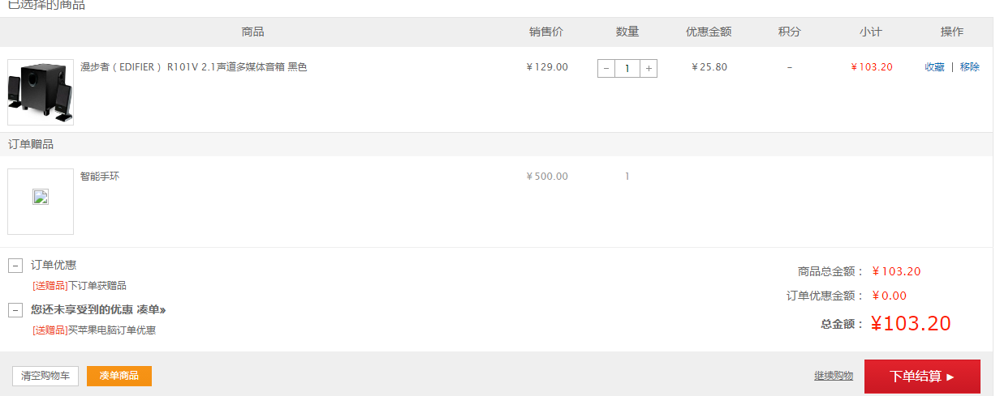 已选择的商品
商品 销售价 数量 优惠金额 积分 小计 操作
漫步者（EDIFIER） R101V 2.1声道多媒体音箱 黑色 ¥129.00 - 1 + ¥25.80 – ¥103.20 收藏 | 移除
订单赠品
智能手环 ¥500.00 1
订单优惠
[送赠品]下订单获赠品
您还未享受到的优惠 凑单»
[送赠品]买苹果电脑订单优惠
商品总金额： ¥103.20
订单优惠金额： ¥0.00
总金额： ¥103.20
清空购物车 凑单商品 继续购物 下单结算 ▶